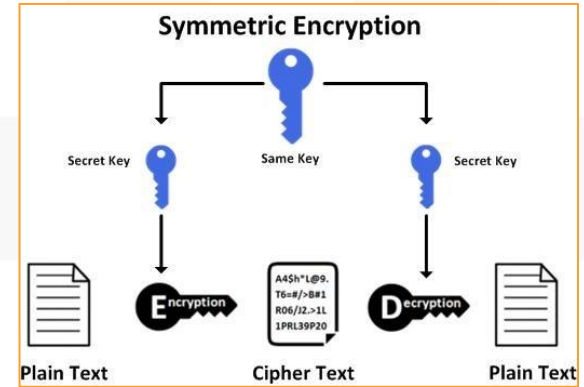 Symmetric Encryption
Secret Key
Same Key
Secret Key
Encryption
A4$h*L@9.
T6=#/>B#1
R06/J2.>1L
1PRL39P20
Decryption
Plain Text
Cipher Text
Plain Text